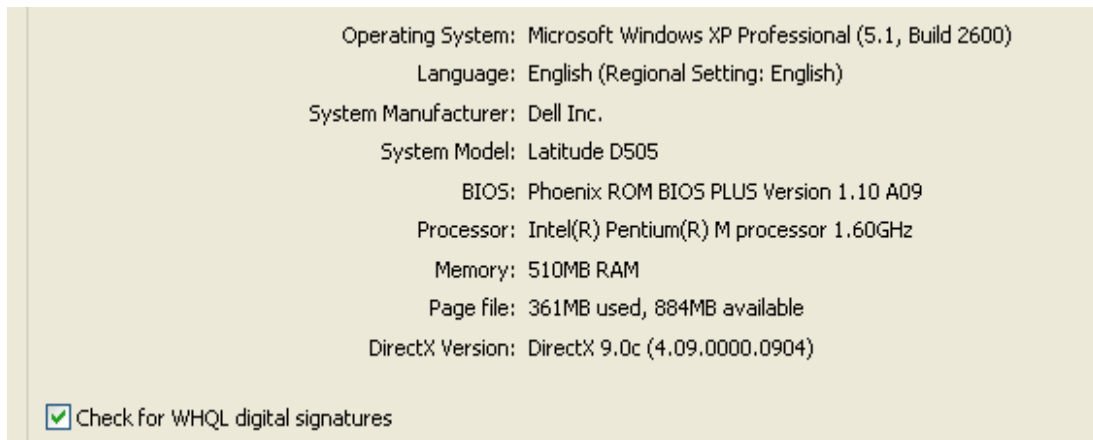 Operating System: Microsoft Windows XP Professional (5.1, Build 2600)
Language: English (Regional Setting: English)
System Manufacturer: Dell Inc.
System Model: Latitude D505
BIOS: Phoenix ROM BIOS PLUS Version 1.10 A09
Processor: Intel(R) Pentium(R) M processor 1.60GHz
Memory: 510MB RAM
Page file: 361MB used, 884MB available
DirectX Version: DirectX 9.0c (4.09.0000.0904)
Check for WHQL digital signatures